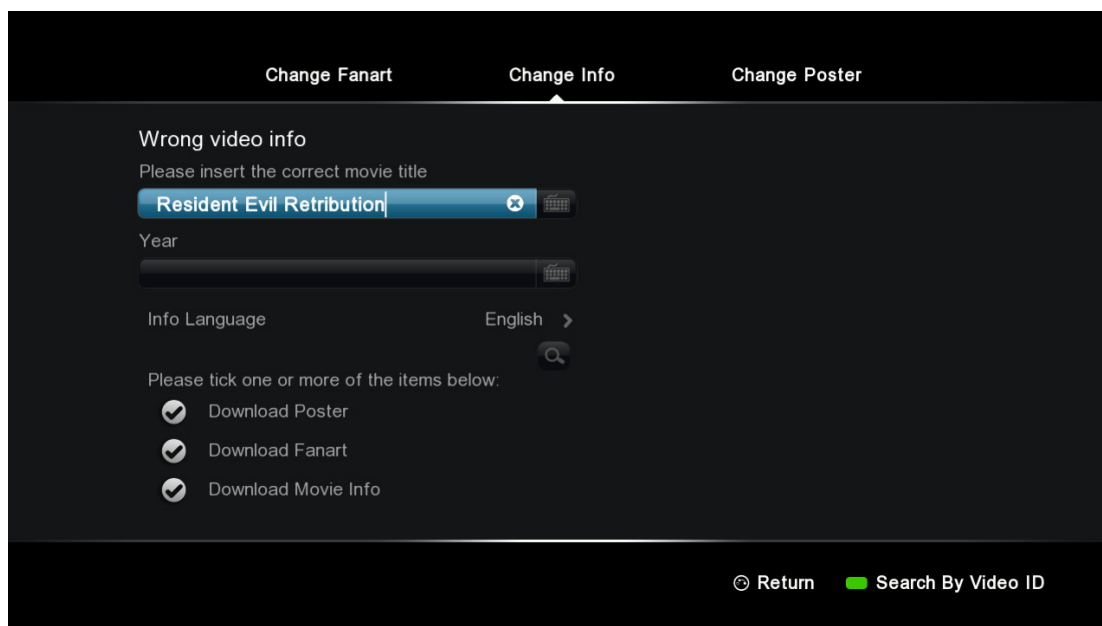 Change Fanart Change Info Change Poster
Wrong video info
Please insert the correct movie title
Resident Evil Retribution
Year
Info Language English
Please tick one or more of the items below:
Download Poster
Download Fanart
Download Movie Info
Return Search By Video ID